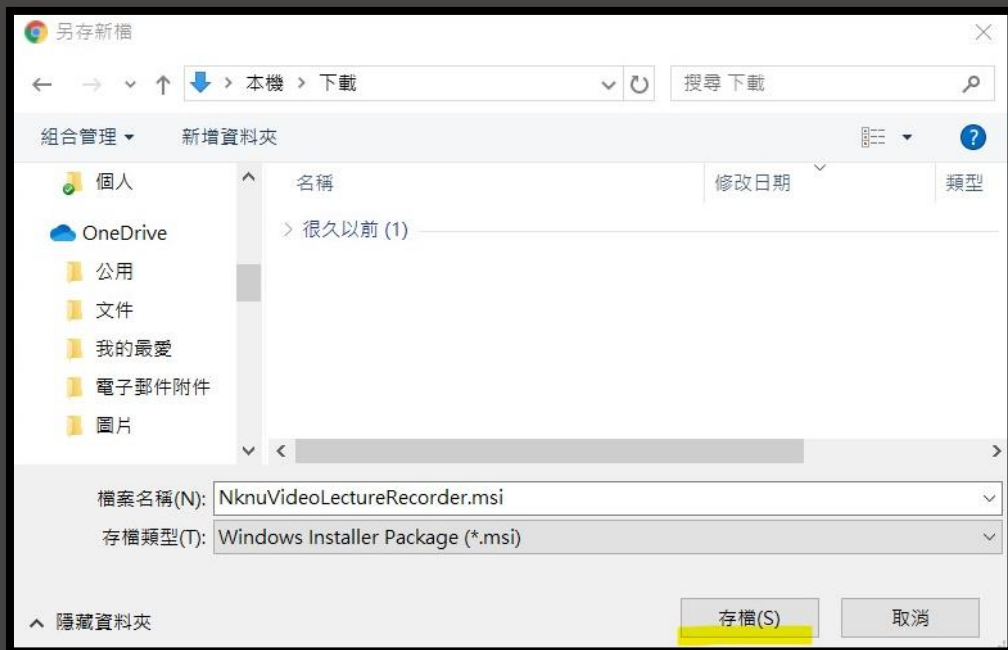 另存新檔
本機 > 下載
搜尋 下載
組合管理
新增資料夾
?
個人
OneDrive
公用
文件
我的最愛
電子郵件附件
圖片
名稱
修改日期
類型
很久以前 (1)
檔案名稱(N): NknuVideoLectureRecorder.msi
存檔類型(T): Windows Installer Package (*.msi)
隱藏資料夾
存檔(S)
取消